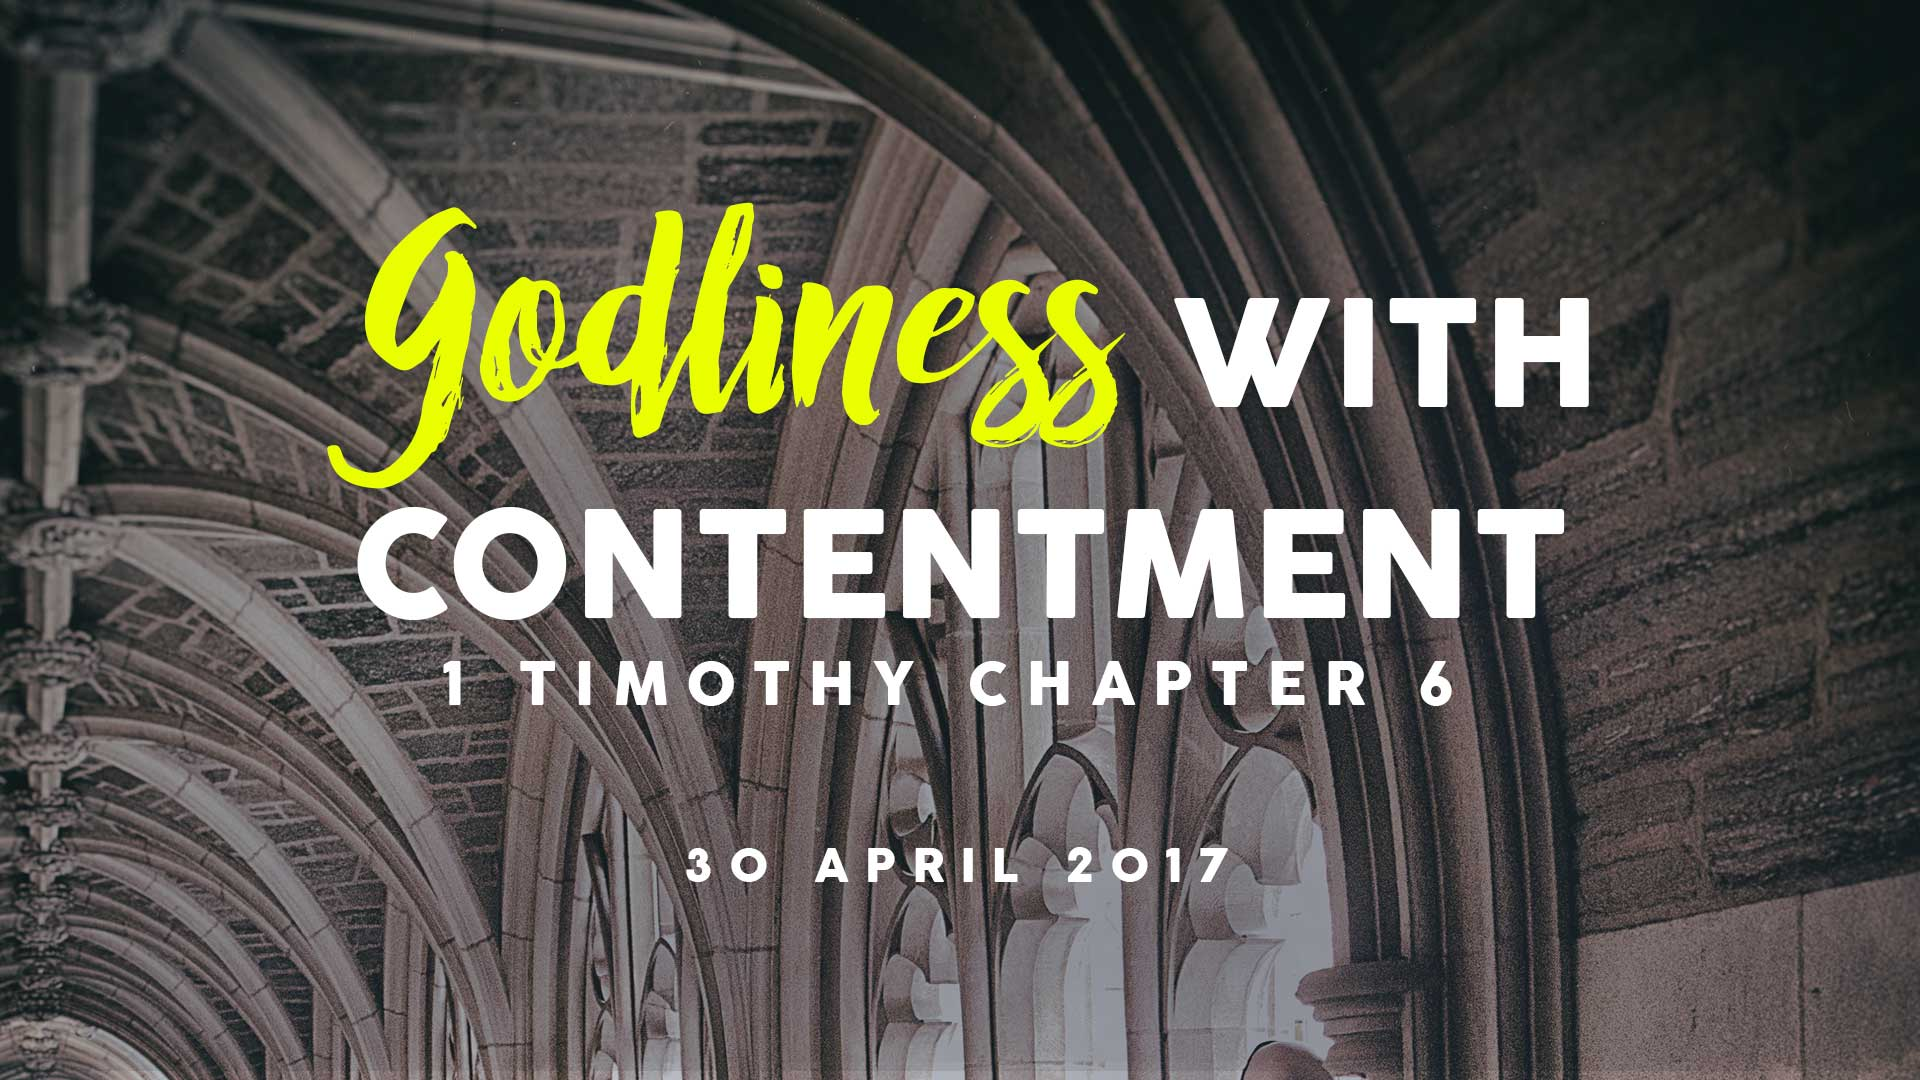 Godliness WITH
CONTENTMENT
1 TIMOTHY CHAPTER 6
30 APRIL 2017